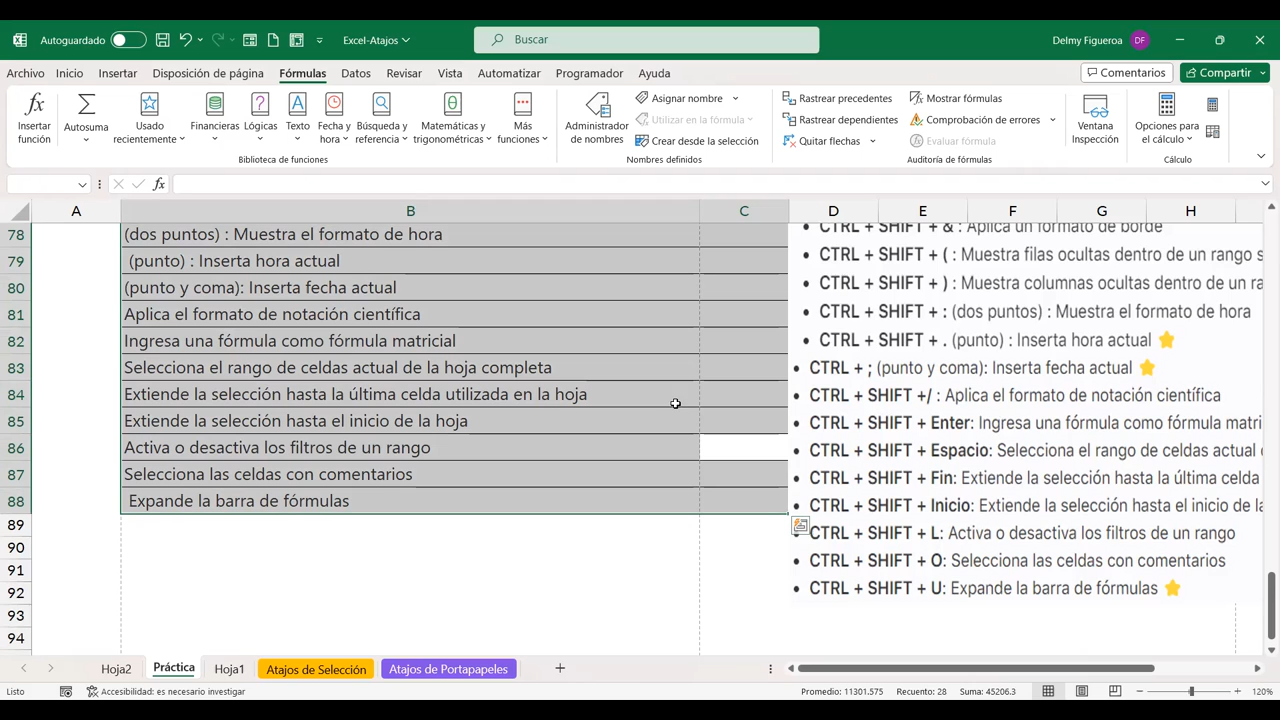 Autoguardado
Excel-Atajos
Buscar
Delmy Figueroa
DF
Archivo
Inicio
Insertar
Disposición de página
Fórmulas
Datos
Revisar
Vista
Automatizar
Programador
Ayuda
Comentarios
Compartir
Insertar función
Autosuma
Usado recientemente
Financieras
Lógicas
Texto
Fecha y hora
Búsqueda y referencia
Matemáticas y trigonométricas
Más funciones
Biblioteca de funciones
Administrador de nombres
Asignar nombre
Utilizar en la fórmula
Crear desde la selección
Nombres definidos
Rastrear precedentes
Rastrear dependientes
Quitar flechas
Mostrar fórmulas
Comprobación de errores
Evaluar fórmula
Auditoría de fórmulas
Ventana Inspección
Opciones para el cálculo
Cálculo
fx
A B C D E F G H
78 (dos puntos) : Muestra el formato de hora
79 (punto) : Inserta hora actual
80 (punto y coma): Inserta fecha actual
81 Aplica el formato de notación científica
82 Ingresa una fórmula como fórmula matricial
83 Selecciona el rango de celdas actual de la hoja completa
84 Extiende la selección hasta la última celda utilizada en la hoja
85 Extiende la selección hasta el inicio de la hoja
86 Activa o desactiva los filtros de un rango
87 Selecciona las celdas con comentarios
88 Expande la barra de fórmulas
89
90
91
92
93
94
CTRL + SHIFT + & : Aplica un formato de borde
CTRL + SHIFT + ( : Muestra filas ocultas dentro de un rango s
CTRL + SHIFT + ) : Muestra columnas ocultas dentro de un ra
CTRL + SHIFT + : (dos puntos) : Muestra el formato de hora
CTRL + SHIFT + . (punto) : Inserta hora actual
CTRL + ; (punto y coma): Inserta fecha actual
CTRL + SHIFT +/ : Aplica el formato de notación científica
CTRL + SHIFT + Enter: Ingresa una fórmula como fórmula matri
CTRL + SHIFT + Espacio: Selecciona el rango de celdas actual
CTRL + SHIFT + Fin: Extiende la selección hasta la última celda
CTRL + SHIFT + Inicio: Extiende la selección hasta el inicio de la
CTRL + SHIFT + L: Activa o desactiva los filtros de un rango
CTRL + SHIFT + O: Selecciona las celdas con comentarios
CTRL + SHIFT + U: Expande la barra de fórmulas
Hoja2
Práctica
Hoja1
Atajos de Selección
Atajos de Portapapeles
Listo
Accesibilidad: es necesario investigar
Promedio: 11301.575
Recuento: 28
Suma: 45206.3
120%